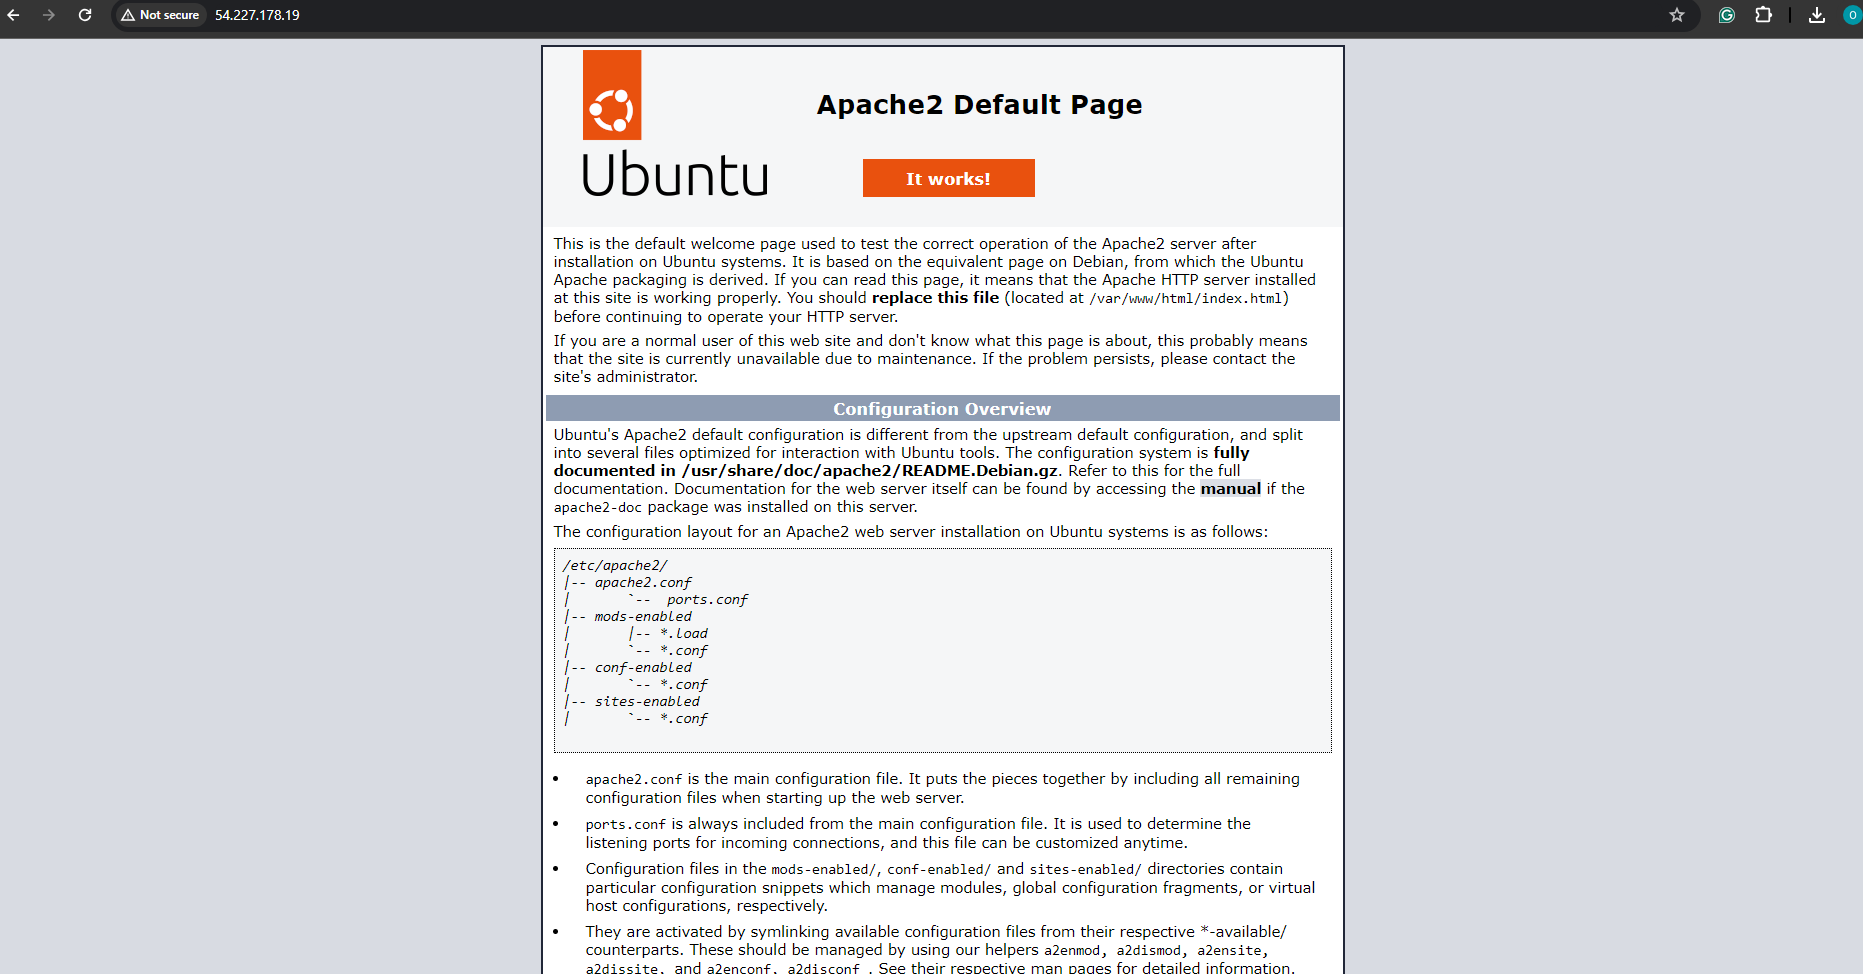 Not secure 54.227.178.19
Apache2 Default Page
Ubuntu
It works!
This is the default welcome page used to test the correct operation of the Apache2 server after
installation on Ubuntu systems. It is based on the equivalent page on Debian, from which the Ubuntu
Apache packaging is derived. If you can read this page, it means that the Apache HTTP server installed
at this site is working properly. You should replace this file (located at /var/www/html/index.html)
before continuing to operate your HTTP server.
If you are a normal user of this web site and don't know what this page is about, this probably means
that the site is currently unavailable due to maintenance. If the problem persists, please contact the
site's administrator.
Configuration Overview
Ubuntu's Apache2 default configuration is different from the upstream default configuration, and split
into several files optimized for interaction with Ubuntu tools. The configuration system is fully
documented in /usr/share/doc/apache2/README.Debian.gz. Refer to this for the full
documentation. Documentation for the web server itself can be found by accessing the manual if the
apache2-doc package was installed on this server.
The configuration layout for an Apache2 web server installation on Ubuntu systems is as follows:
/etc/apache2/
|-- apache2.conf
|       `--  ports.conf
|-- mods-enabled
|       |-- *.load
|       `-- *.conf
|-- conf-enabled
|       `-- *.conf
|-- sites-enabled
|       `-- *.conf
• apache2.conf is the main configuration file. It puts the pieces together by including all remaining
configuration files when starting up the web server.
• ports.conf is always included from the main configuration file. It is used to determine the
listening ports for incoming connections, and this file can be customized anytime.
• Configuration files in the mods-enabled/, conf-enabled/ and sites-enabled/ directories contain
particular configuration snippets which manage modules, global configuration fragments, or virtual
host configurations, respectively.
• They are activated by symlinking available configuration files from their respective *-available/
counterparts. These should be managed by using our helpers a2enmod, a2dismod, a2ensite,
a2dissite, and a2enconf, a2disconf . See their respective man pages for detailed information.